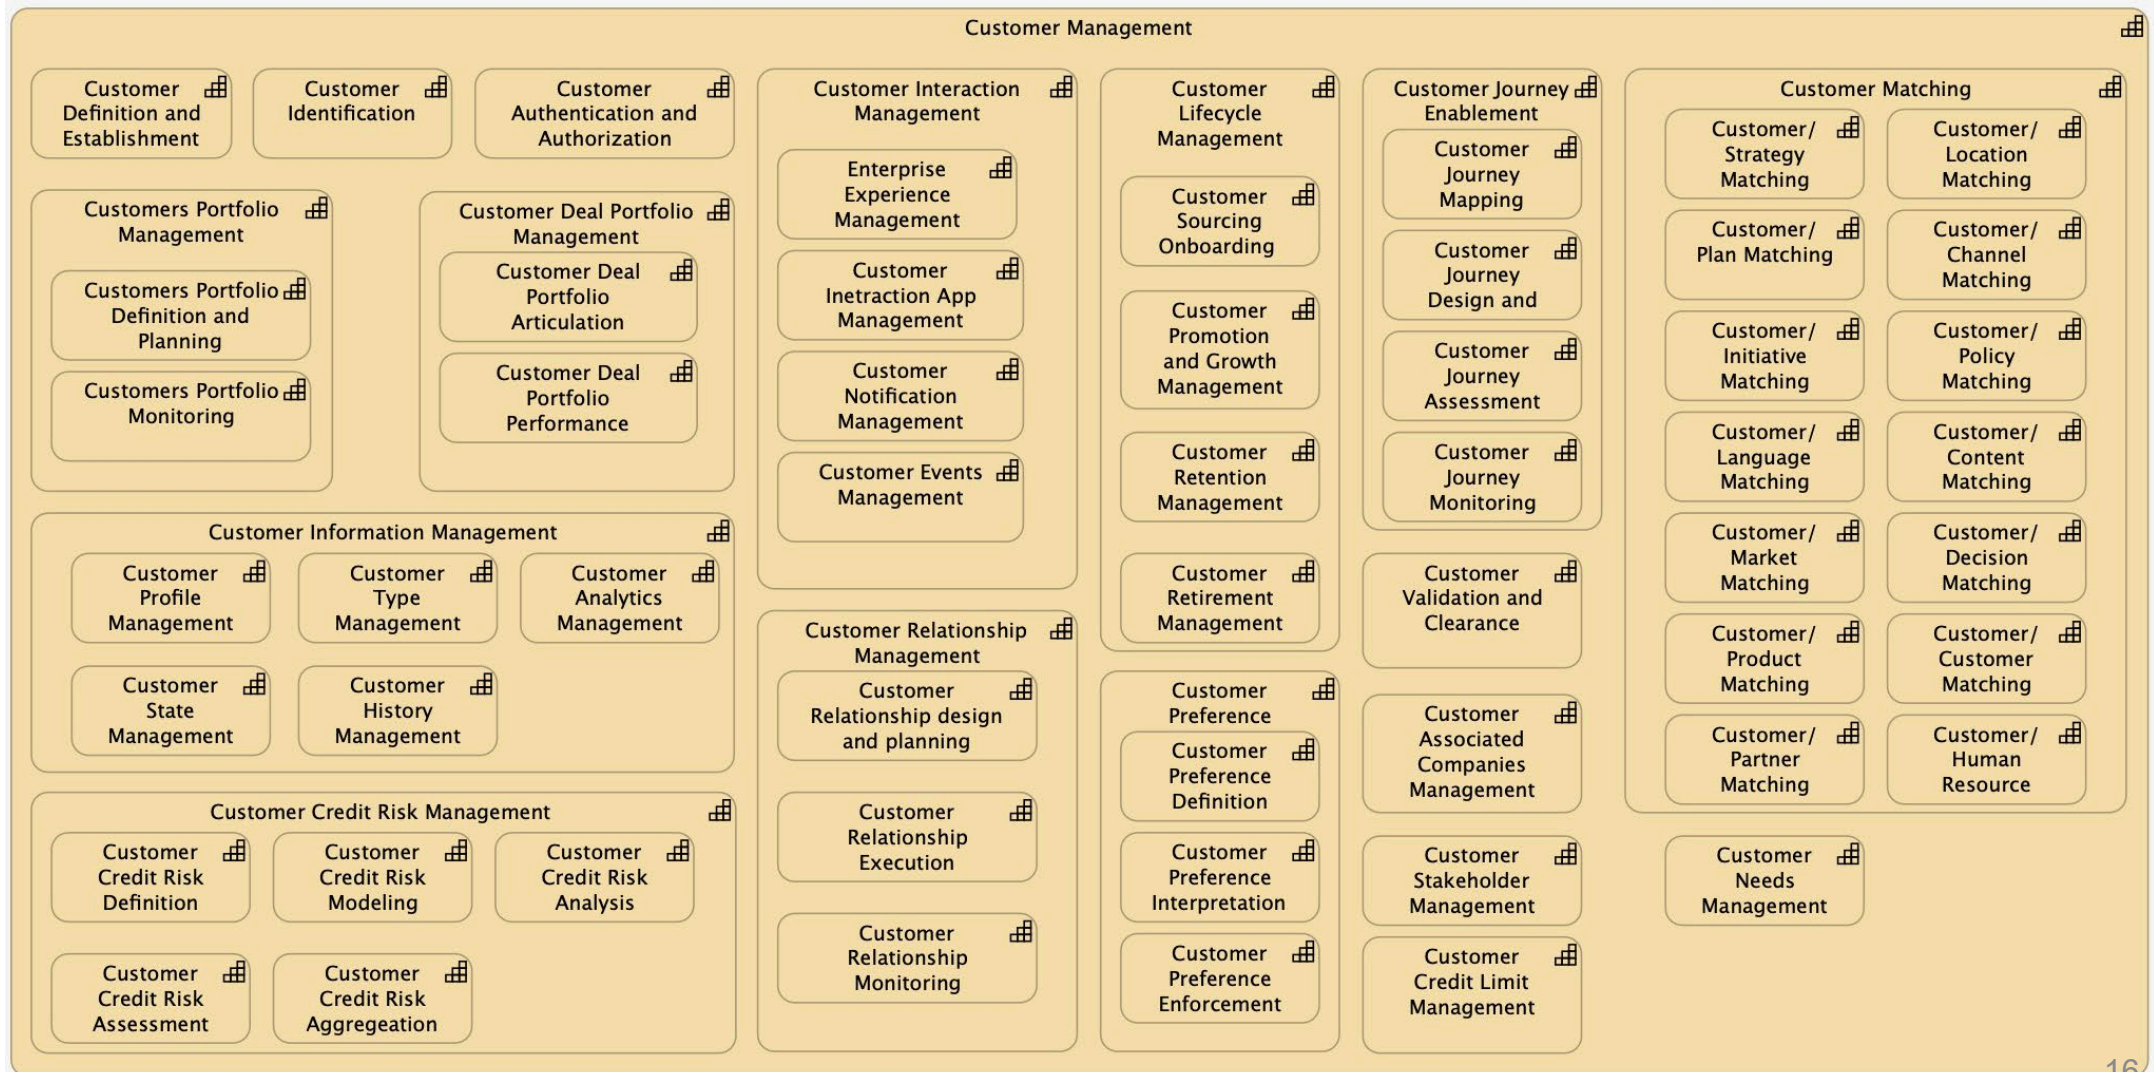 Customer Management
Customer
Definition and
Establishment
Customer
Identification
Customer
Authentication and
Authorization
Customers Portfolio
Management
Customers Portfolio
Definition and
Planning
Customers Portfolio
Monitoring
Customer Deal Portfolio
Management
Customer Deal
Portfolio
Articulation
Customer Deal
Portfolio
Performance
Customer Information Management
Customer
Profile
Management
Customer
Type
Management
Customer
Analytics
Management
Customer
State
Management
Customer
History
Management
Customer Credit Risk Management
Customer
Credit Risk
Definition
Customer
Credit Risk
Modeling
Customer
Credit Risk
Analysis
Customer
Credit Risk
Assessment
Customer
Credit Risk
Aggregeation
Customer Interaction
Management
Enterprise
Experience
Management
Customer
Inetraction App
Management
Customer
Notification
Management
Customer Events
Management
Customer Relationship
Management
Customer
Relationship design
and planning
Customer
Relationship
Execution
Customer
Relationship
Monitoring
Customer
Lifecycle
Management
Customer
Sourcing
Onboarding
Customer
Promotion
and Growth
Management
Customer
Retention
Management
Customer
Retirement
Management
Customer
Preference
Customer
Preference
Definition
Customer
Preference
Interpretation
Customer
Preference
Enforcement
Customer Journey
Enablement
Customer
Journey
Mapping
Customer
Journey
Design and
Customer
Journey
Assessment
Customer
Journey
Monitoring
Customer
Validation and
Clearance
Customer
Associated
Companies
Management
Customer
Stakeholder
Management
Customer
Credit Limit
Management
Customer Matching
Customer/
Strategy
Matching
Customer/
Location
Matching
Customer/
Plan Matching
Customer/
Channel
Matching
Customer/
Initiative
Matching
Customer/
Policy
Matching
Customer/
Language
Matching
Customer/
Content
Matching
Customer/
Market
Matching
Customer/
Decision
Matching
Customer/
Product
Matching
Customer/
Customer
Matching
Customer/
Partner
Matching
Customer/
Human
Resource
Customer
Needs
Management
16